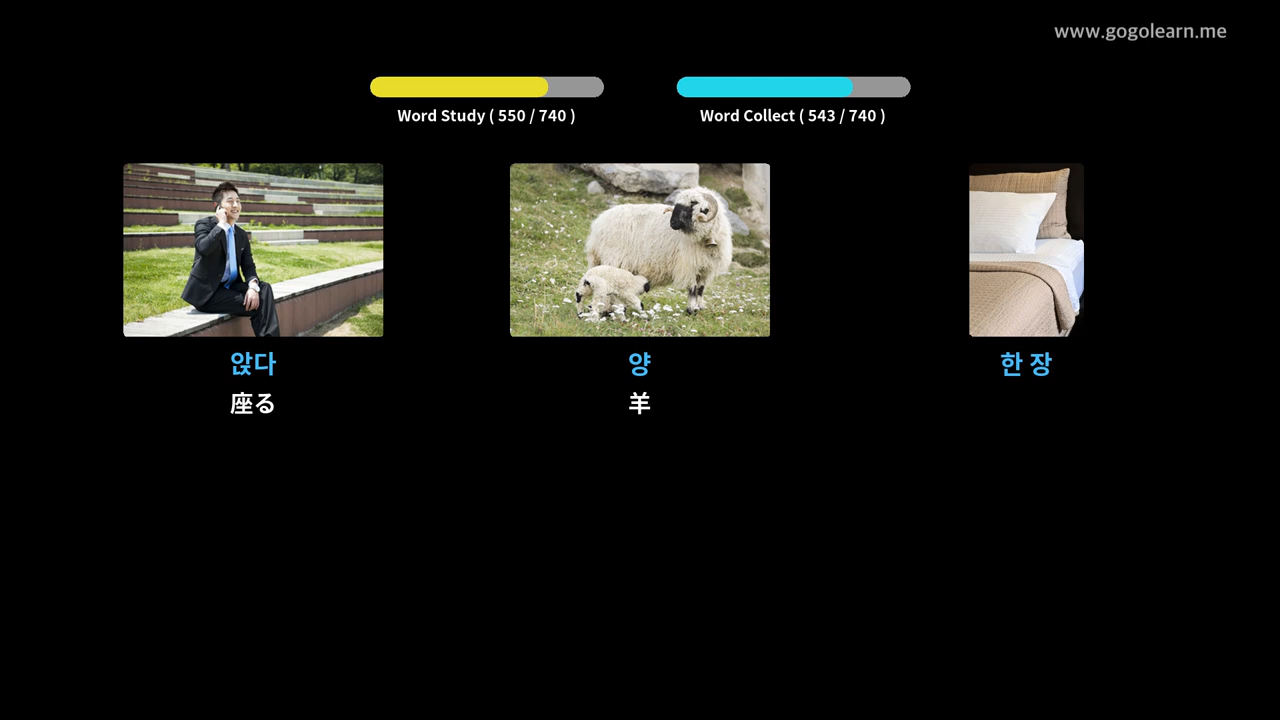 www.gogolearn.me
Word Study ( 550 / 740 )
Word Collect ( 543 / 740 )
앉다
座る
양
羊
한 장